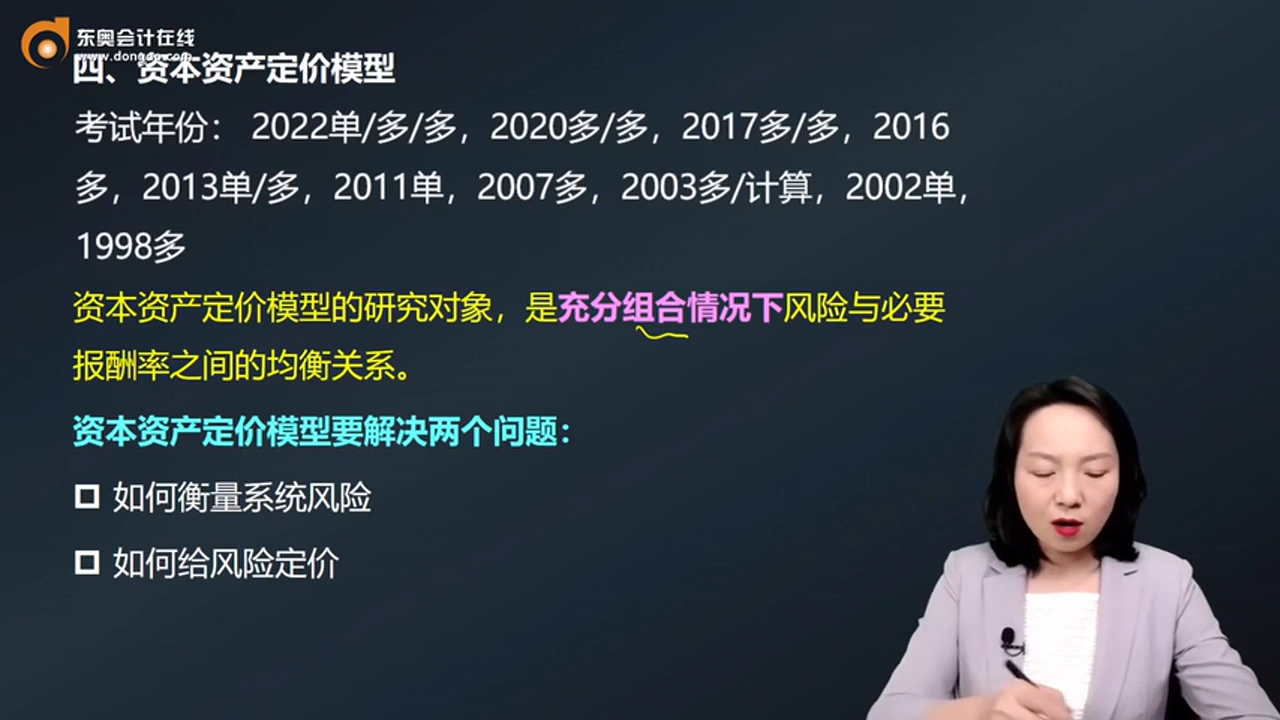 东奥会计在线
www.dongao.com
四、资本资产定价模型
考试年份： 2022单/多/多，2020多/多，2017多/多，2016
多，2013单/多，2011单，2007多，2003多/计算，2002单，
1998多
资本资产定价模型的研究对象，是充分组合情况下风险与必要
报酬率之间的均衡关系。
资本资产定价模型要解决两个问题：
如何衡量系统风险
如何给风险定价